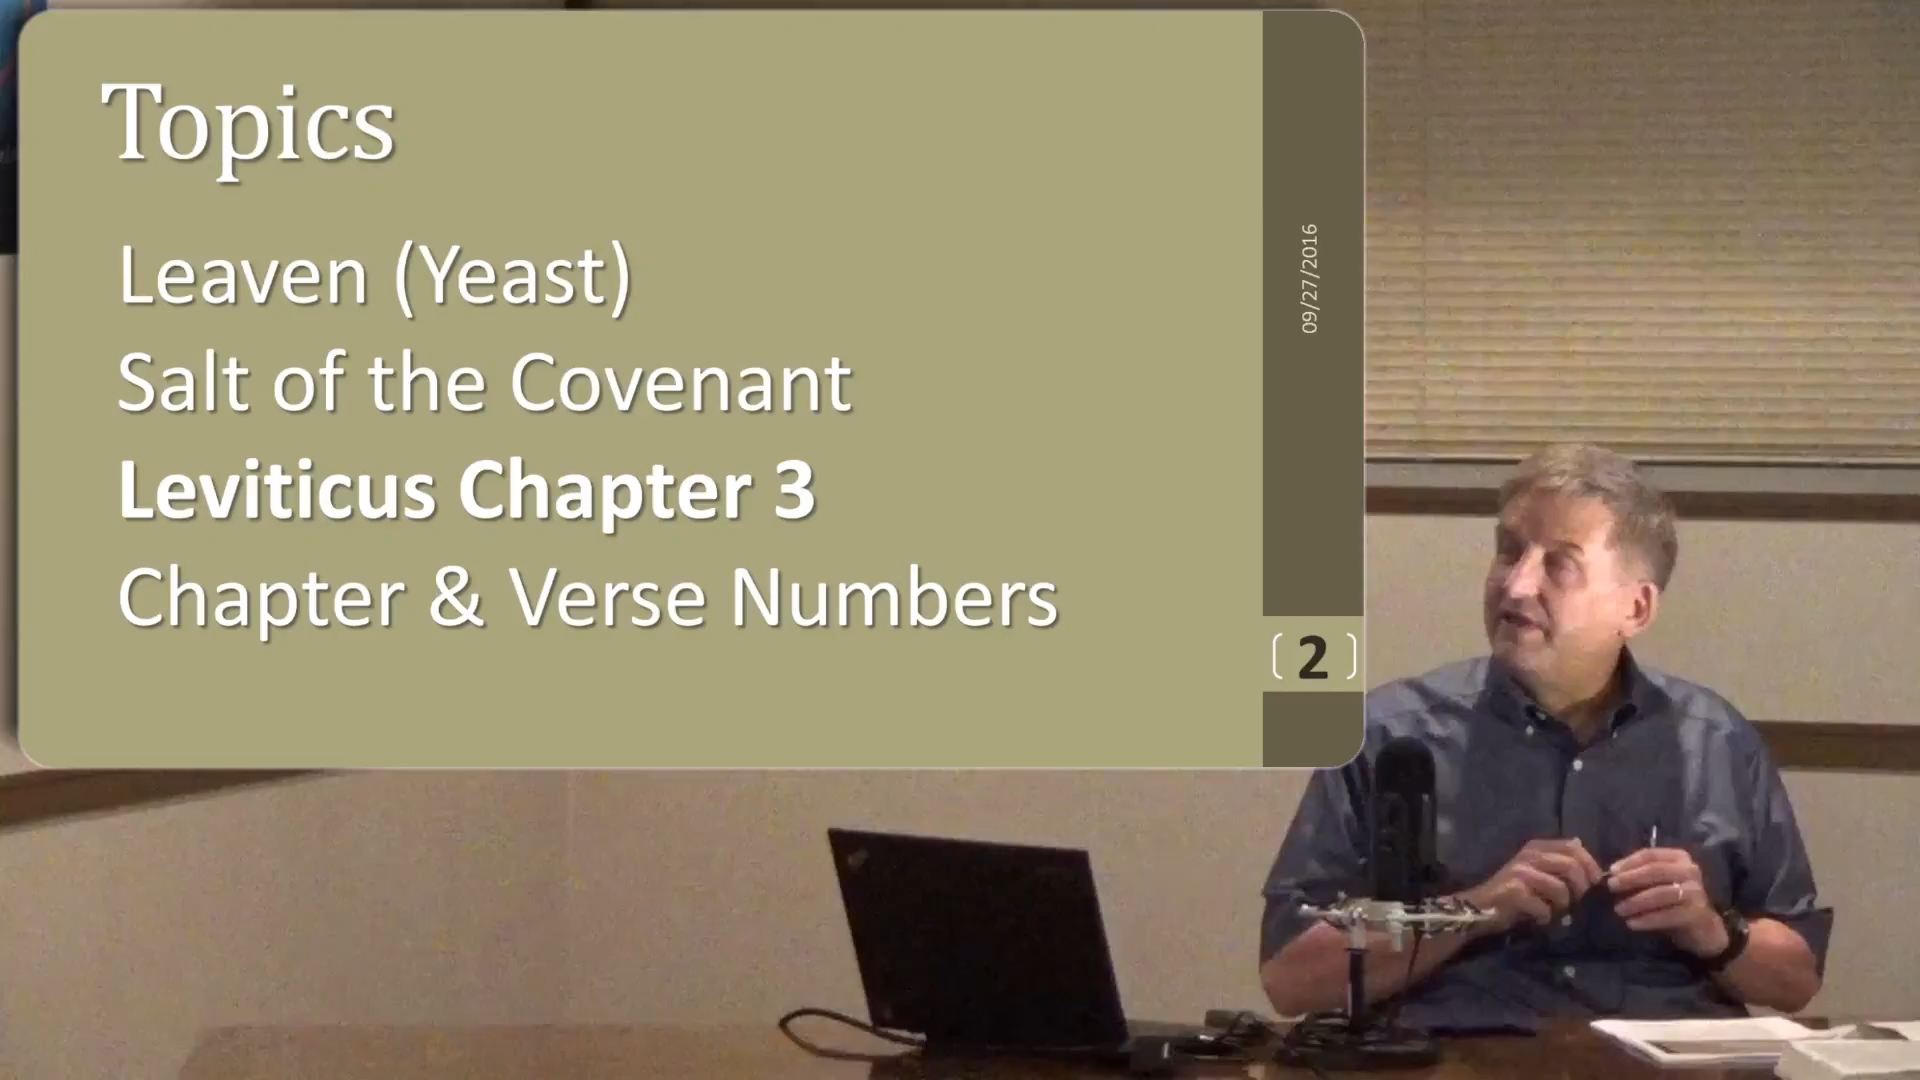 Topics
Leaven (Yeast)
Salt of the Covenant
Leviticus Chapter 3
Chapter & Verse Numbers
09/27/2016
2